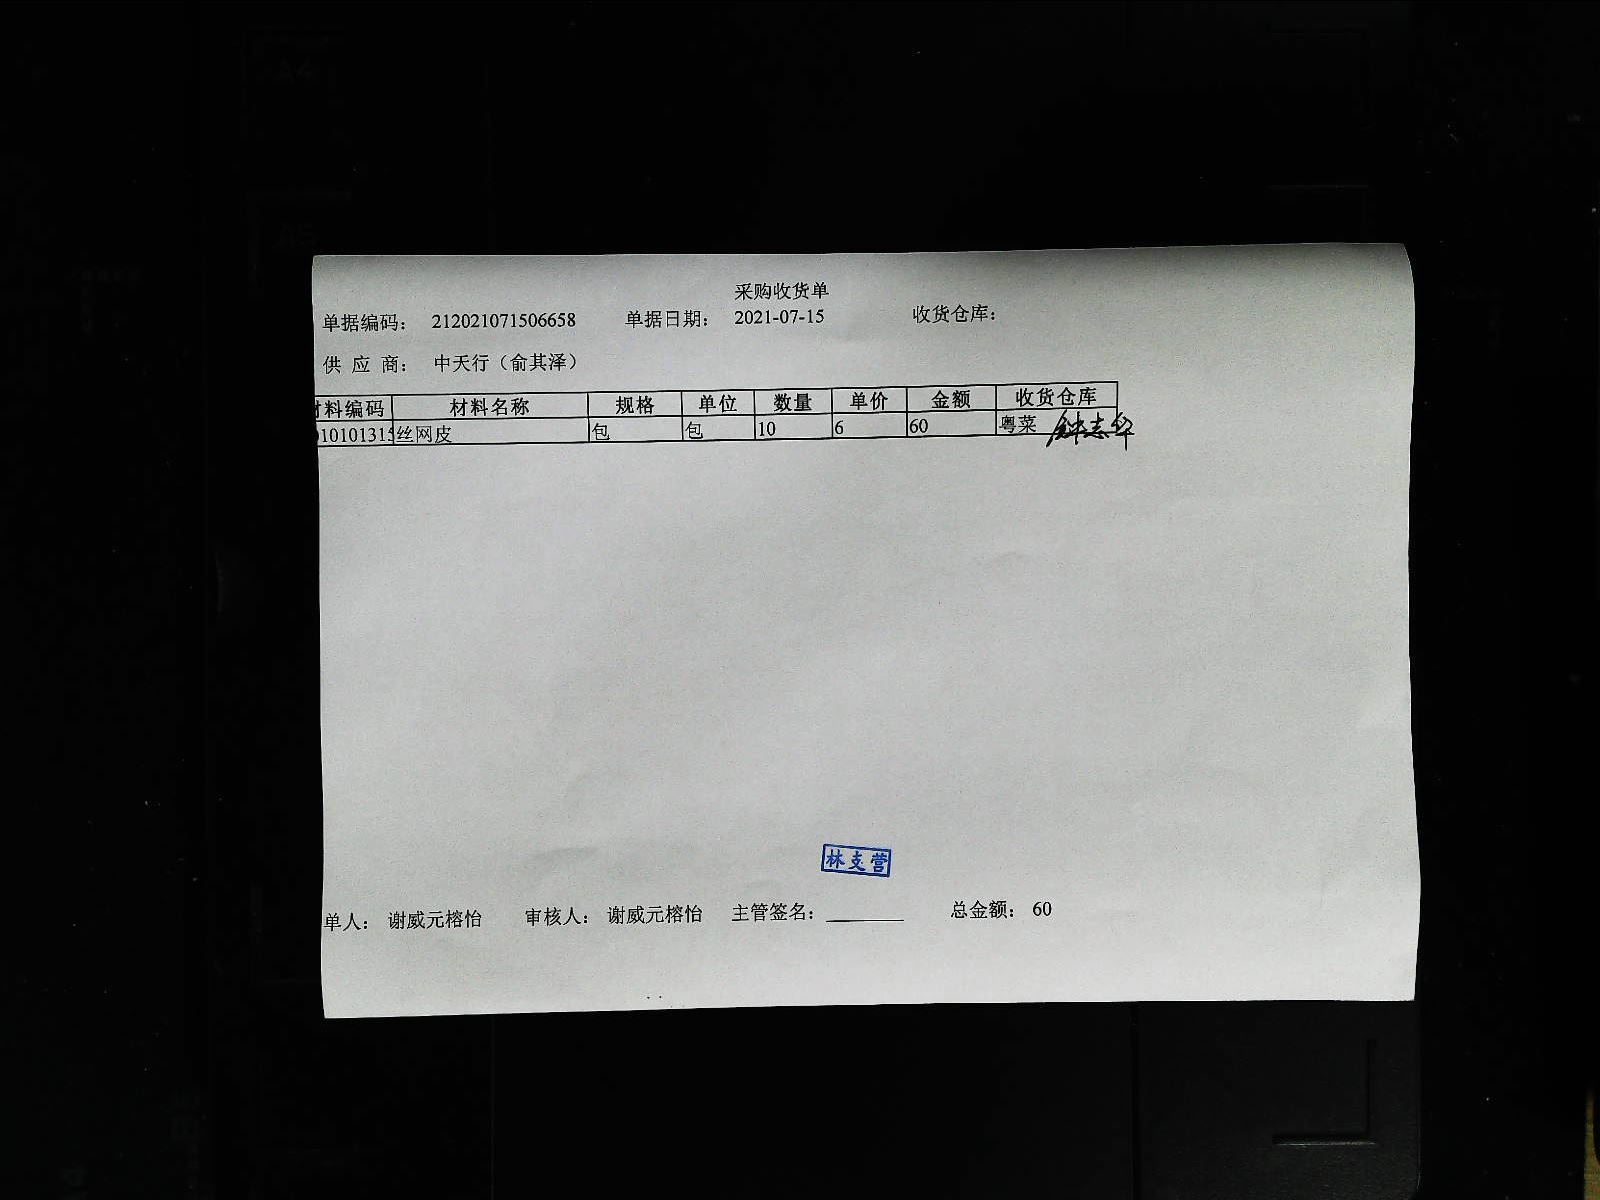 采购收货单
单据编码： 212021071506658 单据日期： 2021-07-15 收货仓库：
供 应 商： 中天行（俞其泽）
材料编码 材料名称 规格 单位 数量 单价 金额 收货仓库
010101315 丝网皮 包 包 10 6 60 粤菜 钟志华
林支营
单人： 谢威元榕怡 审核人： 谢威元榕怡 主管签名： 总金额： 60